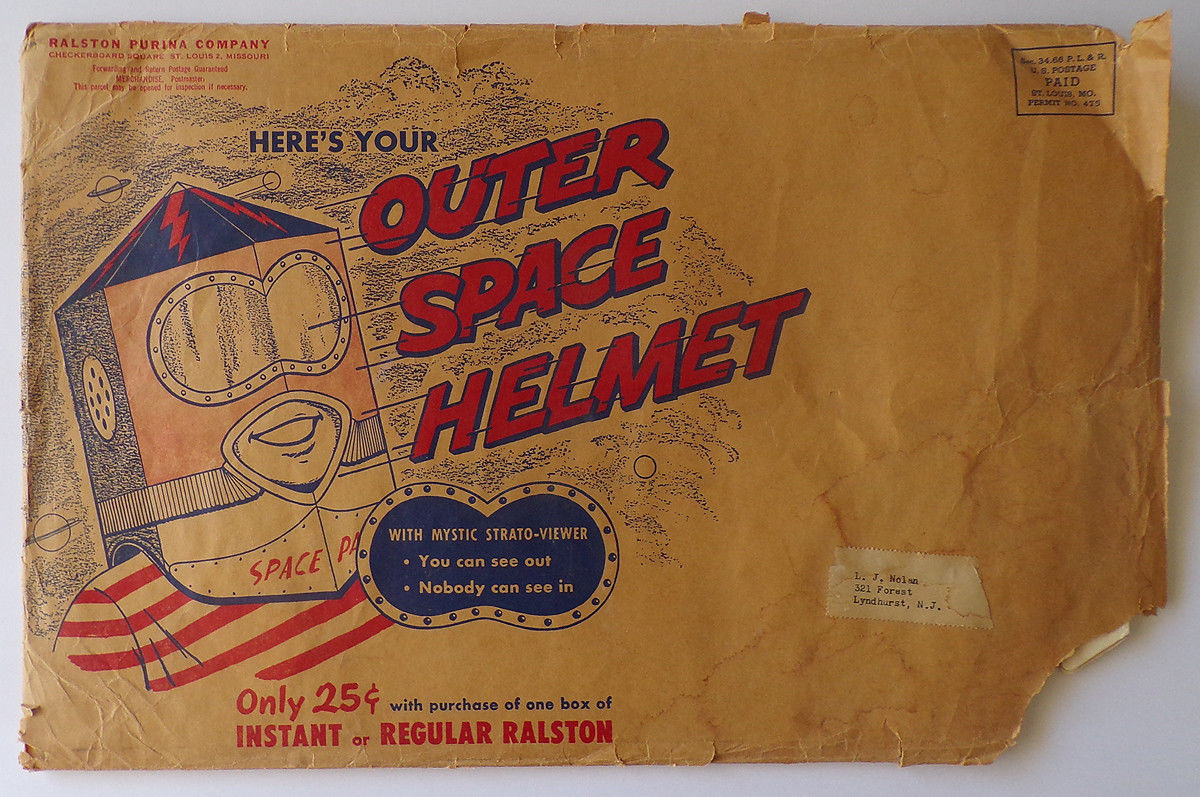 RALSTON PURINA COMPANY
CHECKERBOARD SQUARE ST. LOUIS 2, MISSOURI
Forwarding and Return Postage Guaranteed
MERCHANDISE, Postmaster:
This parcel may be opened for inspection if necessary.
Sec. 34.66 P. L. & R.
U. S. POSTAGE
PAID
ST. LOUIS, MO.
PERMIT NO. 475
HERE'S YOUR
OUTER
SPACE
HELMET
WITH MYSTIC STRATO-VIEWER
• You can see out
• Nobody can see in
SPACE PA
L. J. Nolan
321 Forest
Lyndhurst, N.J.
Only 25¢ with purchase of one box of
INSTANT or REGULAR RALSTON